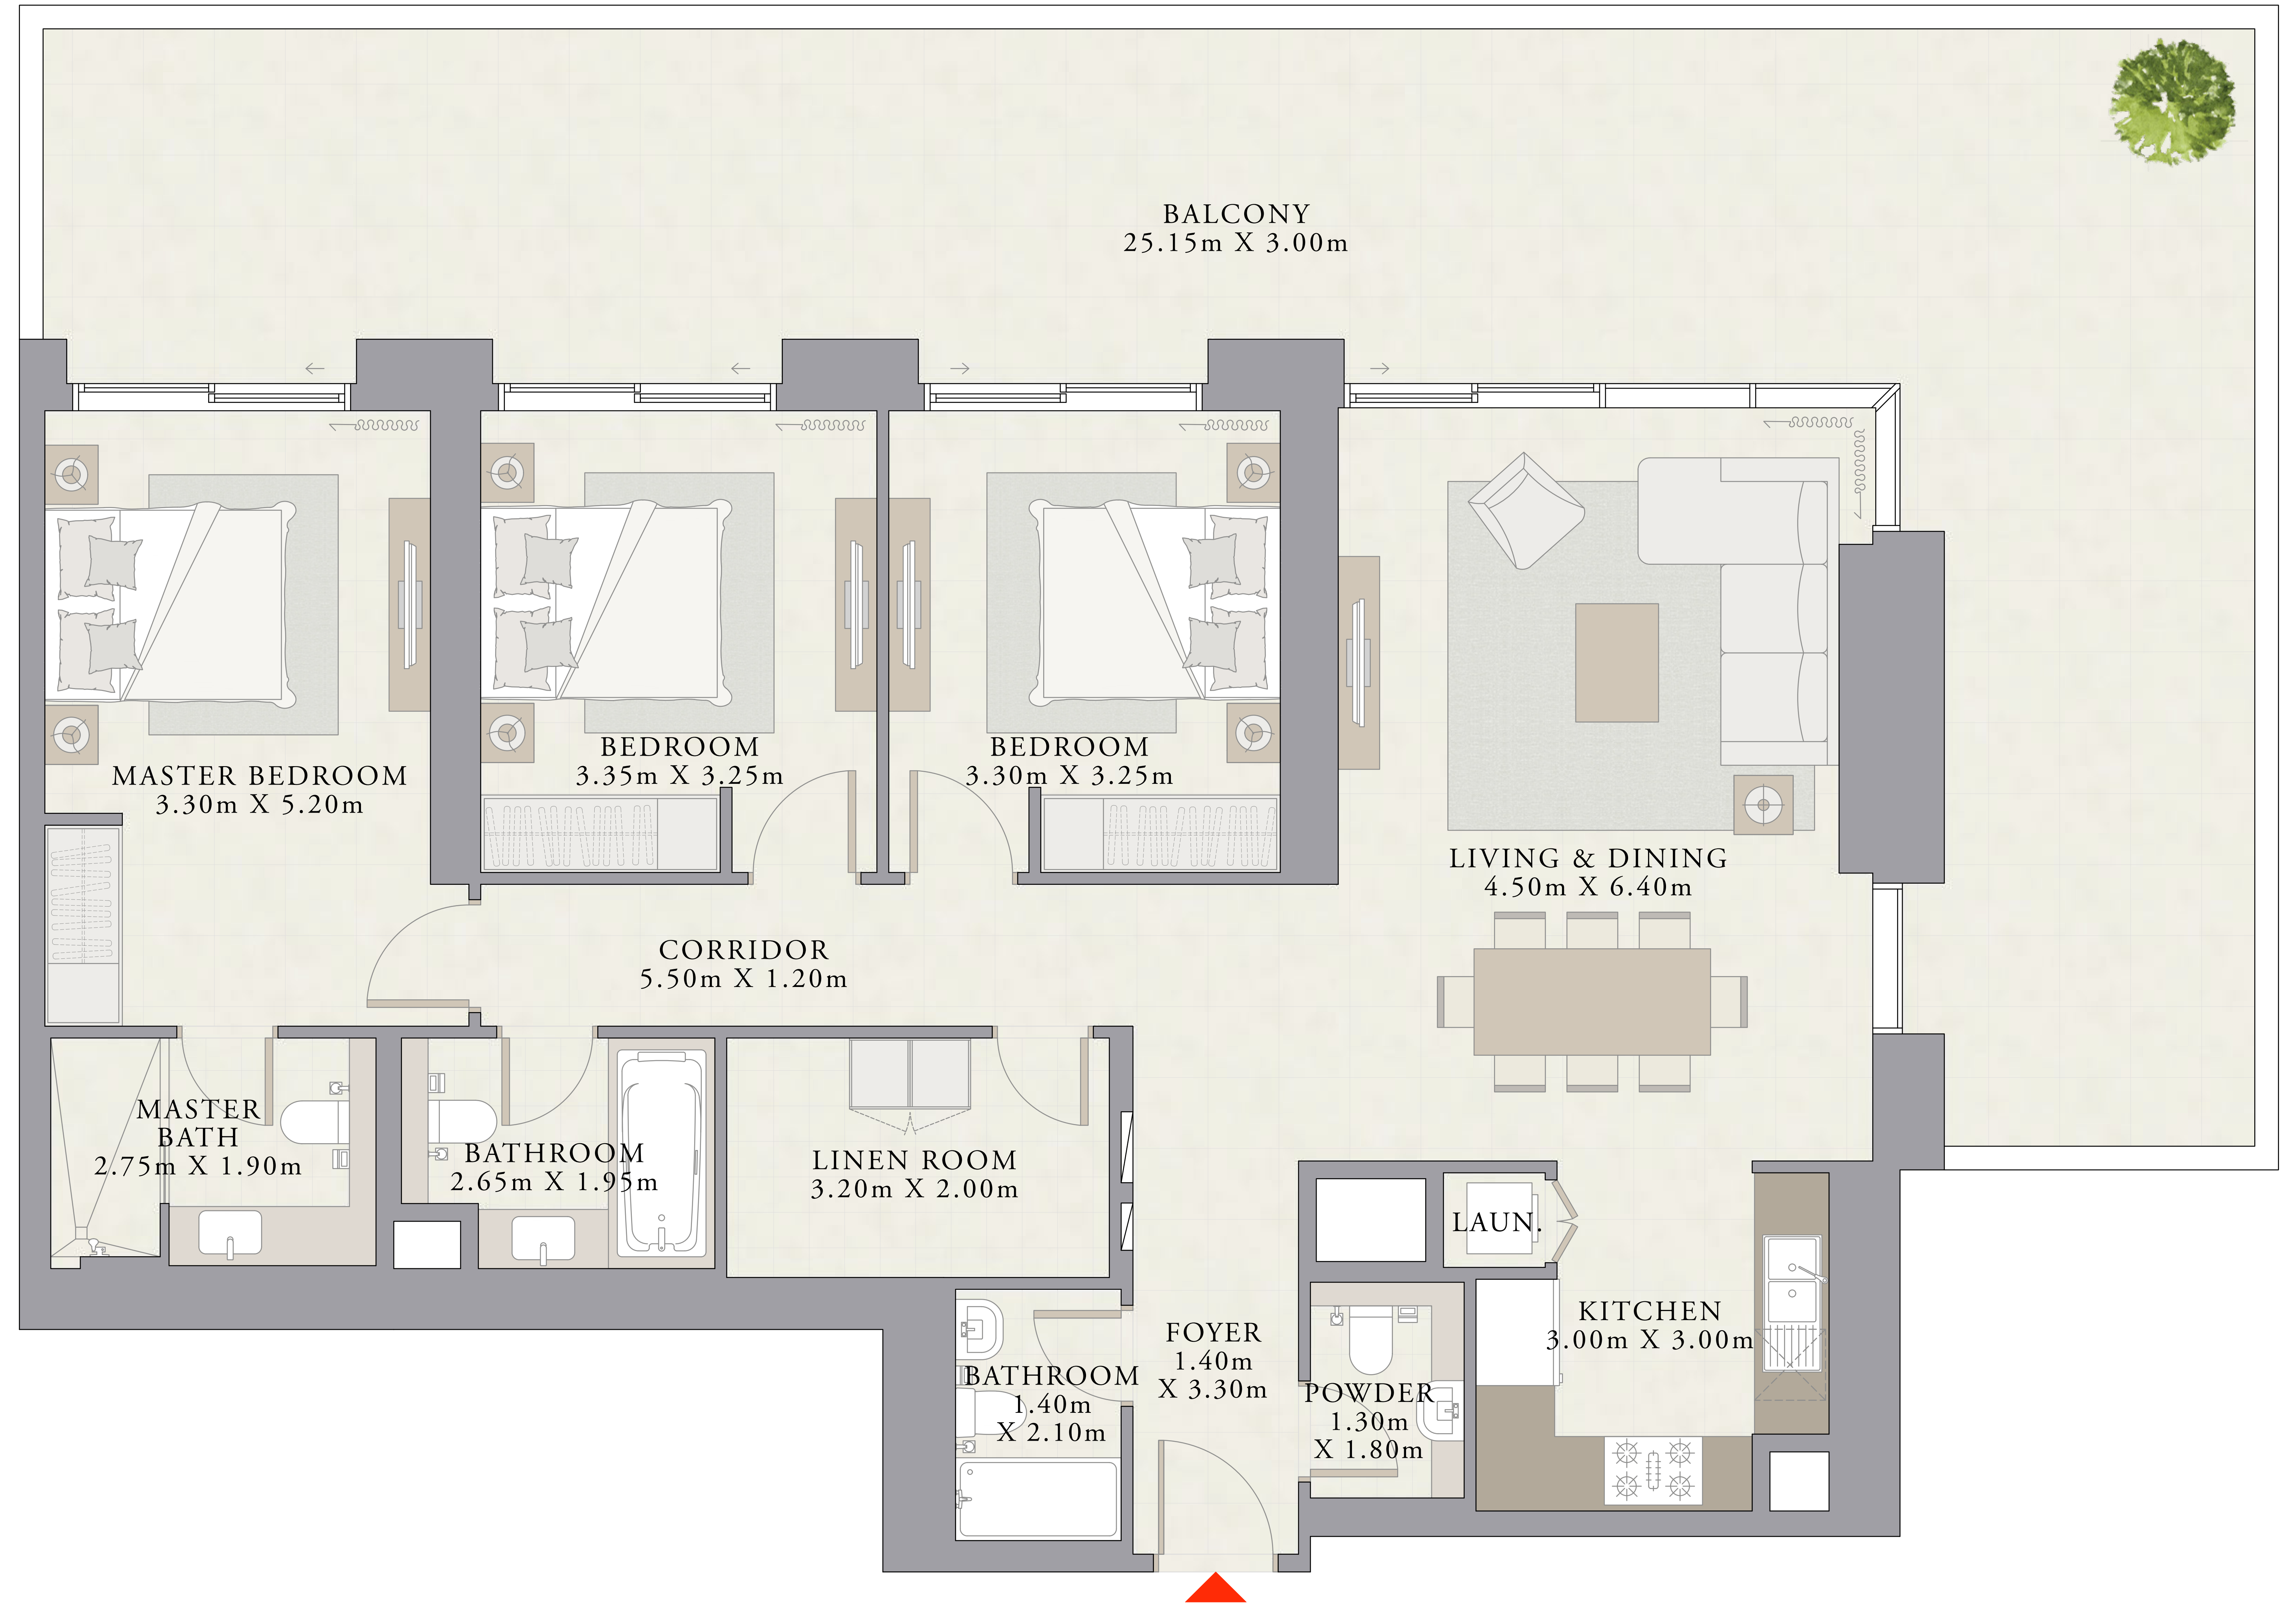 BALCONY
25.15m X 3.00m
MASTER BEDROOM
3.30m X 5.20m
BEDROOM
3.35m X 3.25m
BEDROOM
3.30m X 3.25m
LIVING & DINING
4.50m X 6.40m
CORRIDOR
5.50m X 1.20m
MASTER
BATH
2.75m X 1.90m
BATHROOM
2.65m X 1.95m
LINEN ROOM
3.20m X 2.00m
LAUN.
KITCHEN
3.00m X 3.00m
FOYER
1.40m
X 3.30m
BATHROOM
1.40m
X 2.10m
POWDER
1.30m
X 1.80m